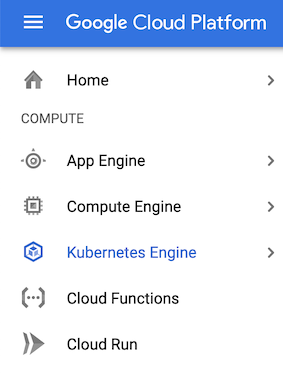 Google Cloud Platform
Home
COMPUTE
App Engine
Compute Engine
Kubernetes Engine
Cloud Functions
Cloud Run